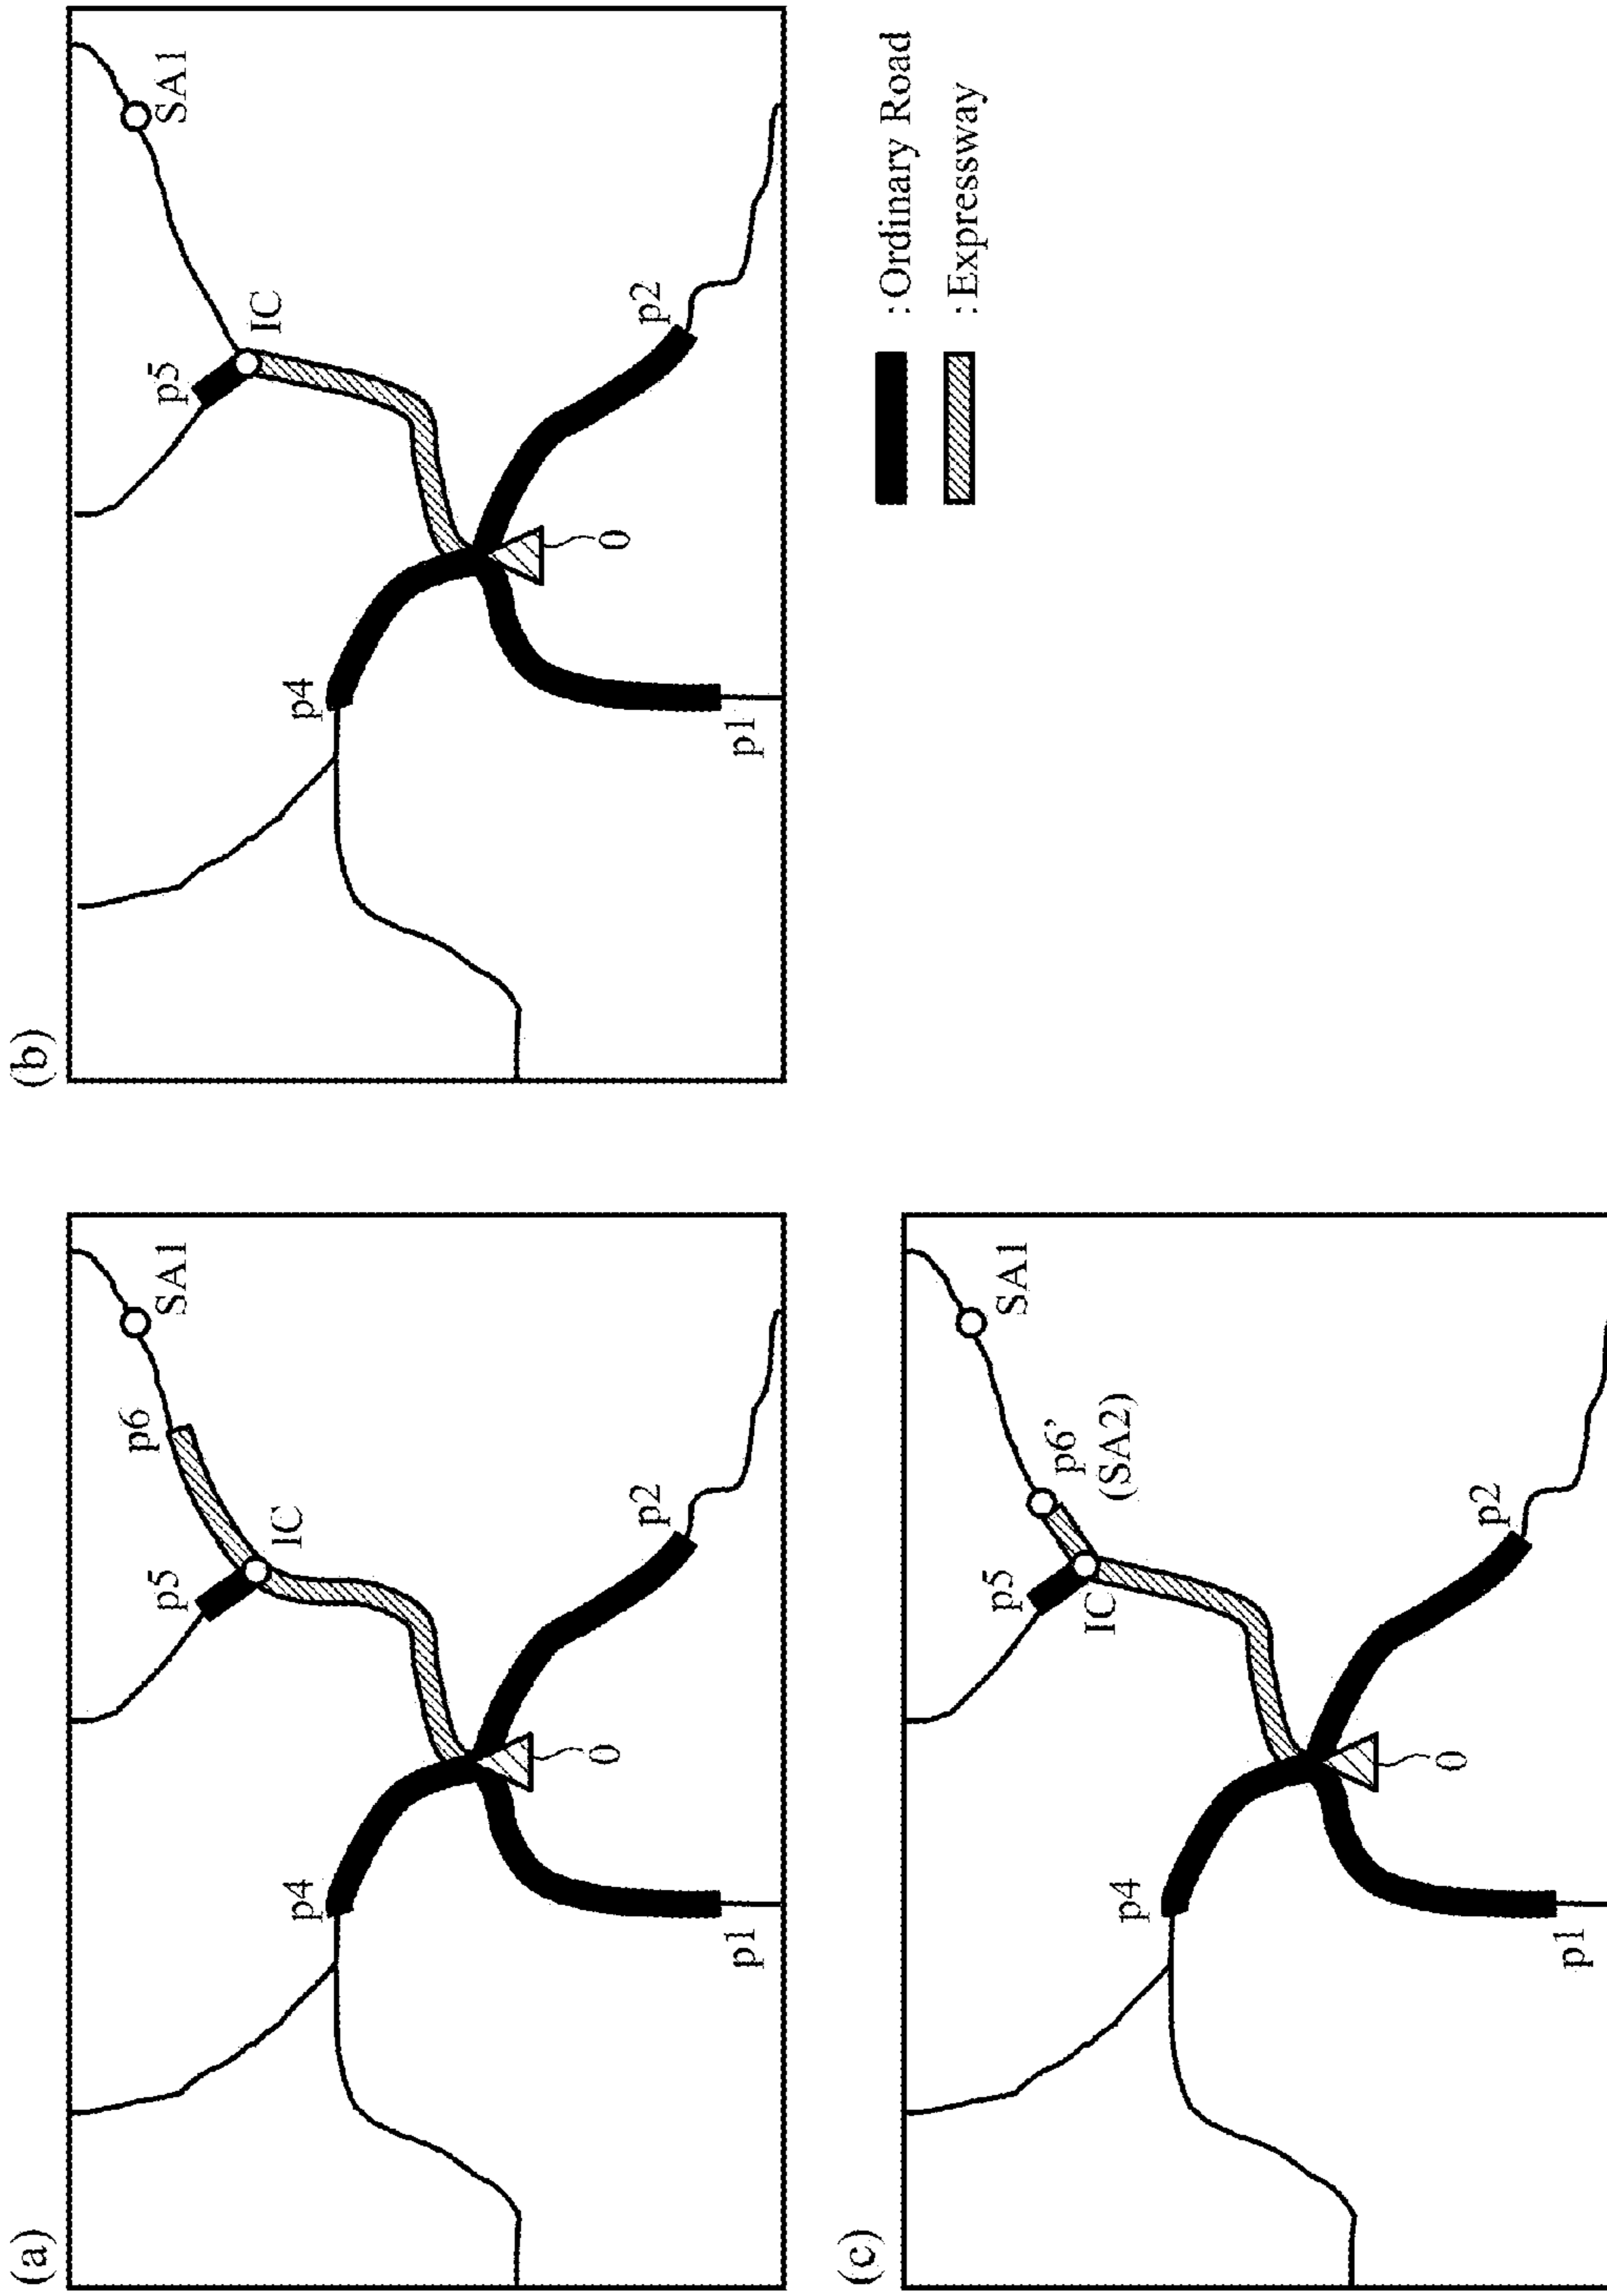 (a)
p5
p6
SA1
IC
p4
p2
0
p1
(b)
p5
IC
SA1
p4
p2
0
p1
(c)
p5
p6’
(SA2)
SA1
IC
p4
p2
0
p1
:Ordinary Road
:Expressway